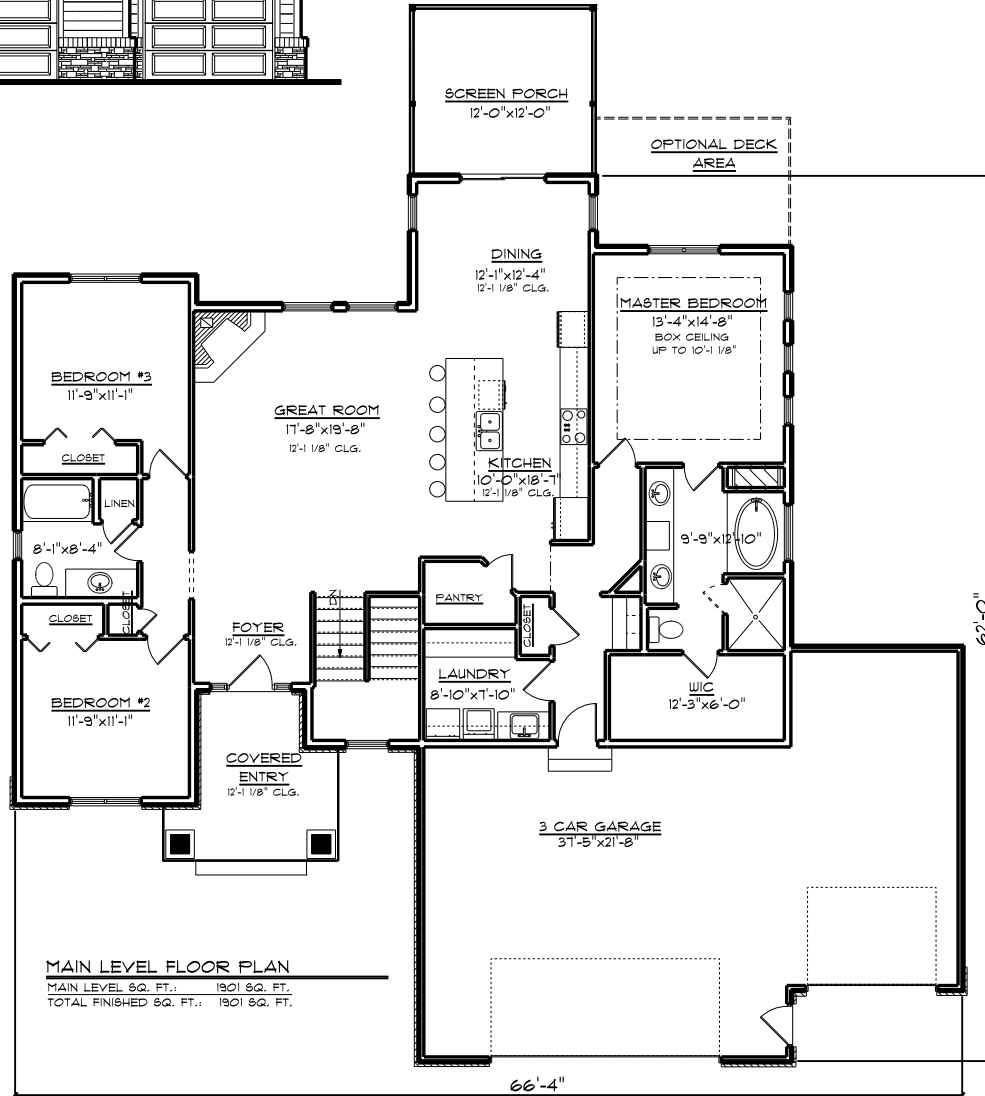 SCREEN PORCH
12'-0"x12'-0"
OPTIONAL DECK
AREA
DINING
12'-1"x12'-4"
12'-1 1/8" CLG.
MASTER BEDROOM
13'-4"x14'-8"
BOX CEILING
UP TO 10'-1 1/8"
BEDROOM #3
11'-9"x11'-1"
GREAT ROOM
17'-8"x19'-8"
12'-1 1/8" CLG.
CLOSET
KITCHEN
10'-0"x18'-7"
12'-1 1/8" CLG.
LINEN
8'-1"x8'-4"
9'-9"x12'-10"
PANTRY
DN
CLOSET
CLOSET
CLOSET
FOYER
12'-1 1/8" CLG.
62'-0"
LAUNDRY
8'-10"x7'-10"
WIC
12'-3"x6'-0"
BEDROOM #2
11'-9"x11'-1"
COVERED
ENTRY
12'-1 1/8" CLG.
3 CAR GARAGE
37'-5"x21'-8"
MAIN LEVEL FLOOR PLAN
MAIN LEVEL SQ. FT.: 1901 SQ. FT.
TOTAL FINISHED SQ. FT.: 1901 SQ. FT.
66'-4"